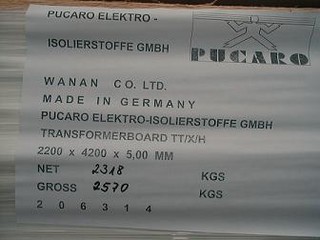 PUCARO ELEKTRO -
ISOLIERSTOFFE GMBH
PUCARO
WANAN CO. LTD.
MADE IN GERMANY
PUCARO ELEKTRO-ISOLIERSTOFFE GMBH
TRANSFORMERBOARD TT/X/H
2200 x 4200 x 5,00 MM
NET 2318 KGS
GROSS 2570 KGS
2 0 6 3 1 4